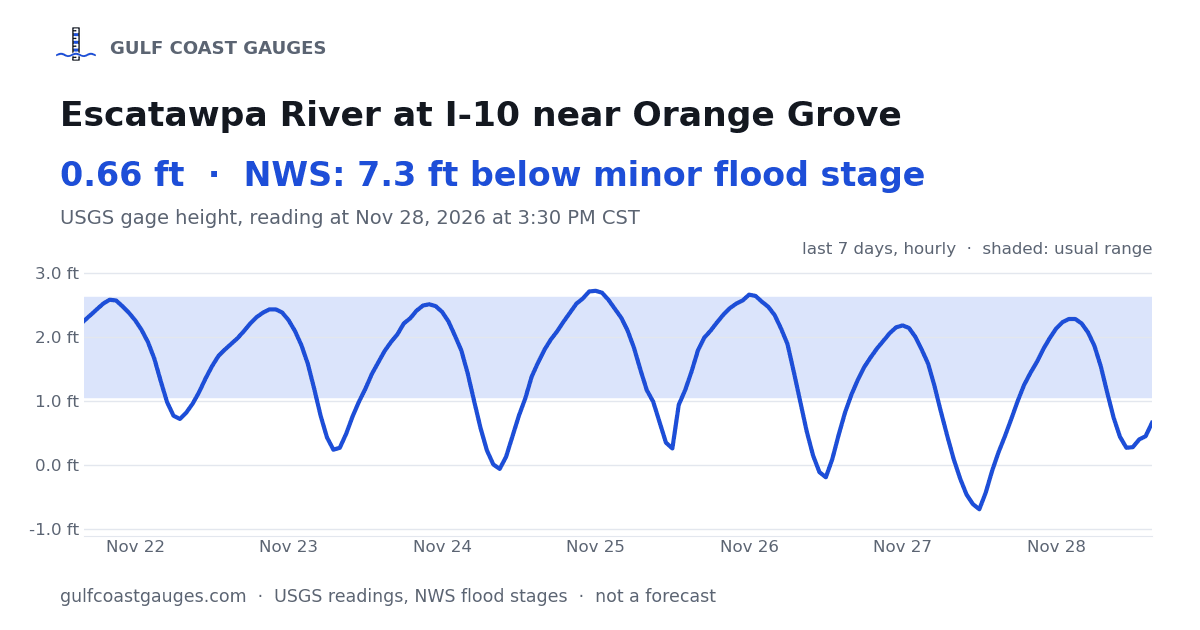 GULF COAST GAUGES
Escatawpa River at I-10 near Orange Grove
0.66 ft · NWS: 7.3 ft below minor flood stage
USGS gage height, reading at Nov 28, 2026 at 3:30 PM CST
last 7 days, hourly · shaded: usual range
3.0 ft
2.0 ft
1.0 ft
0.0 ft
-1.0 ft
Nov 22 Nov 23 Nov 24 Nov 25 Nov 26 Nov 27 Nov 28
gulfcoastgauges.com · USGS readings, NWS flood stages · not a forecast